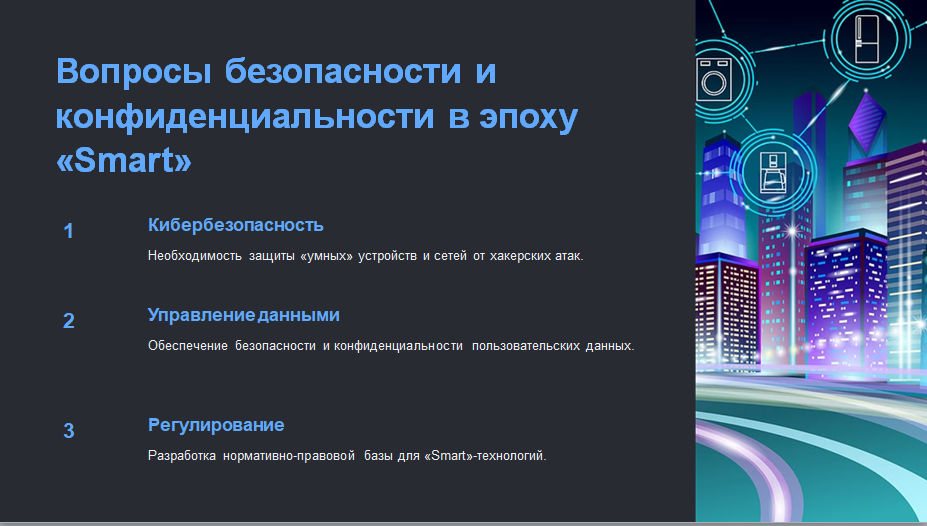 Вопросы безопасности и
конфиденциальности в эпоху
«Smart»
1
Кибербезопасность
Необходимость защиты «умных» устройств и сетей от хакерских атак.
2
Управление данными
Обеспечение безопасности и конфиденциальности пользовательских данных.
3
Регулирование
Разработка нормативно-правовой базы для «Smart»-технологий.